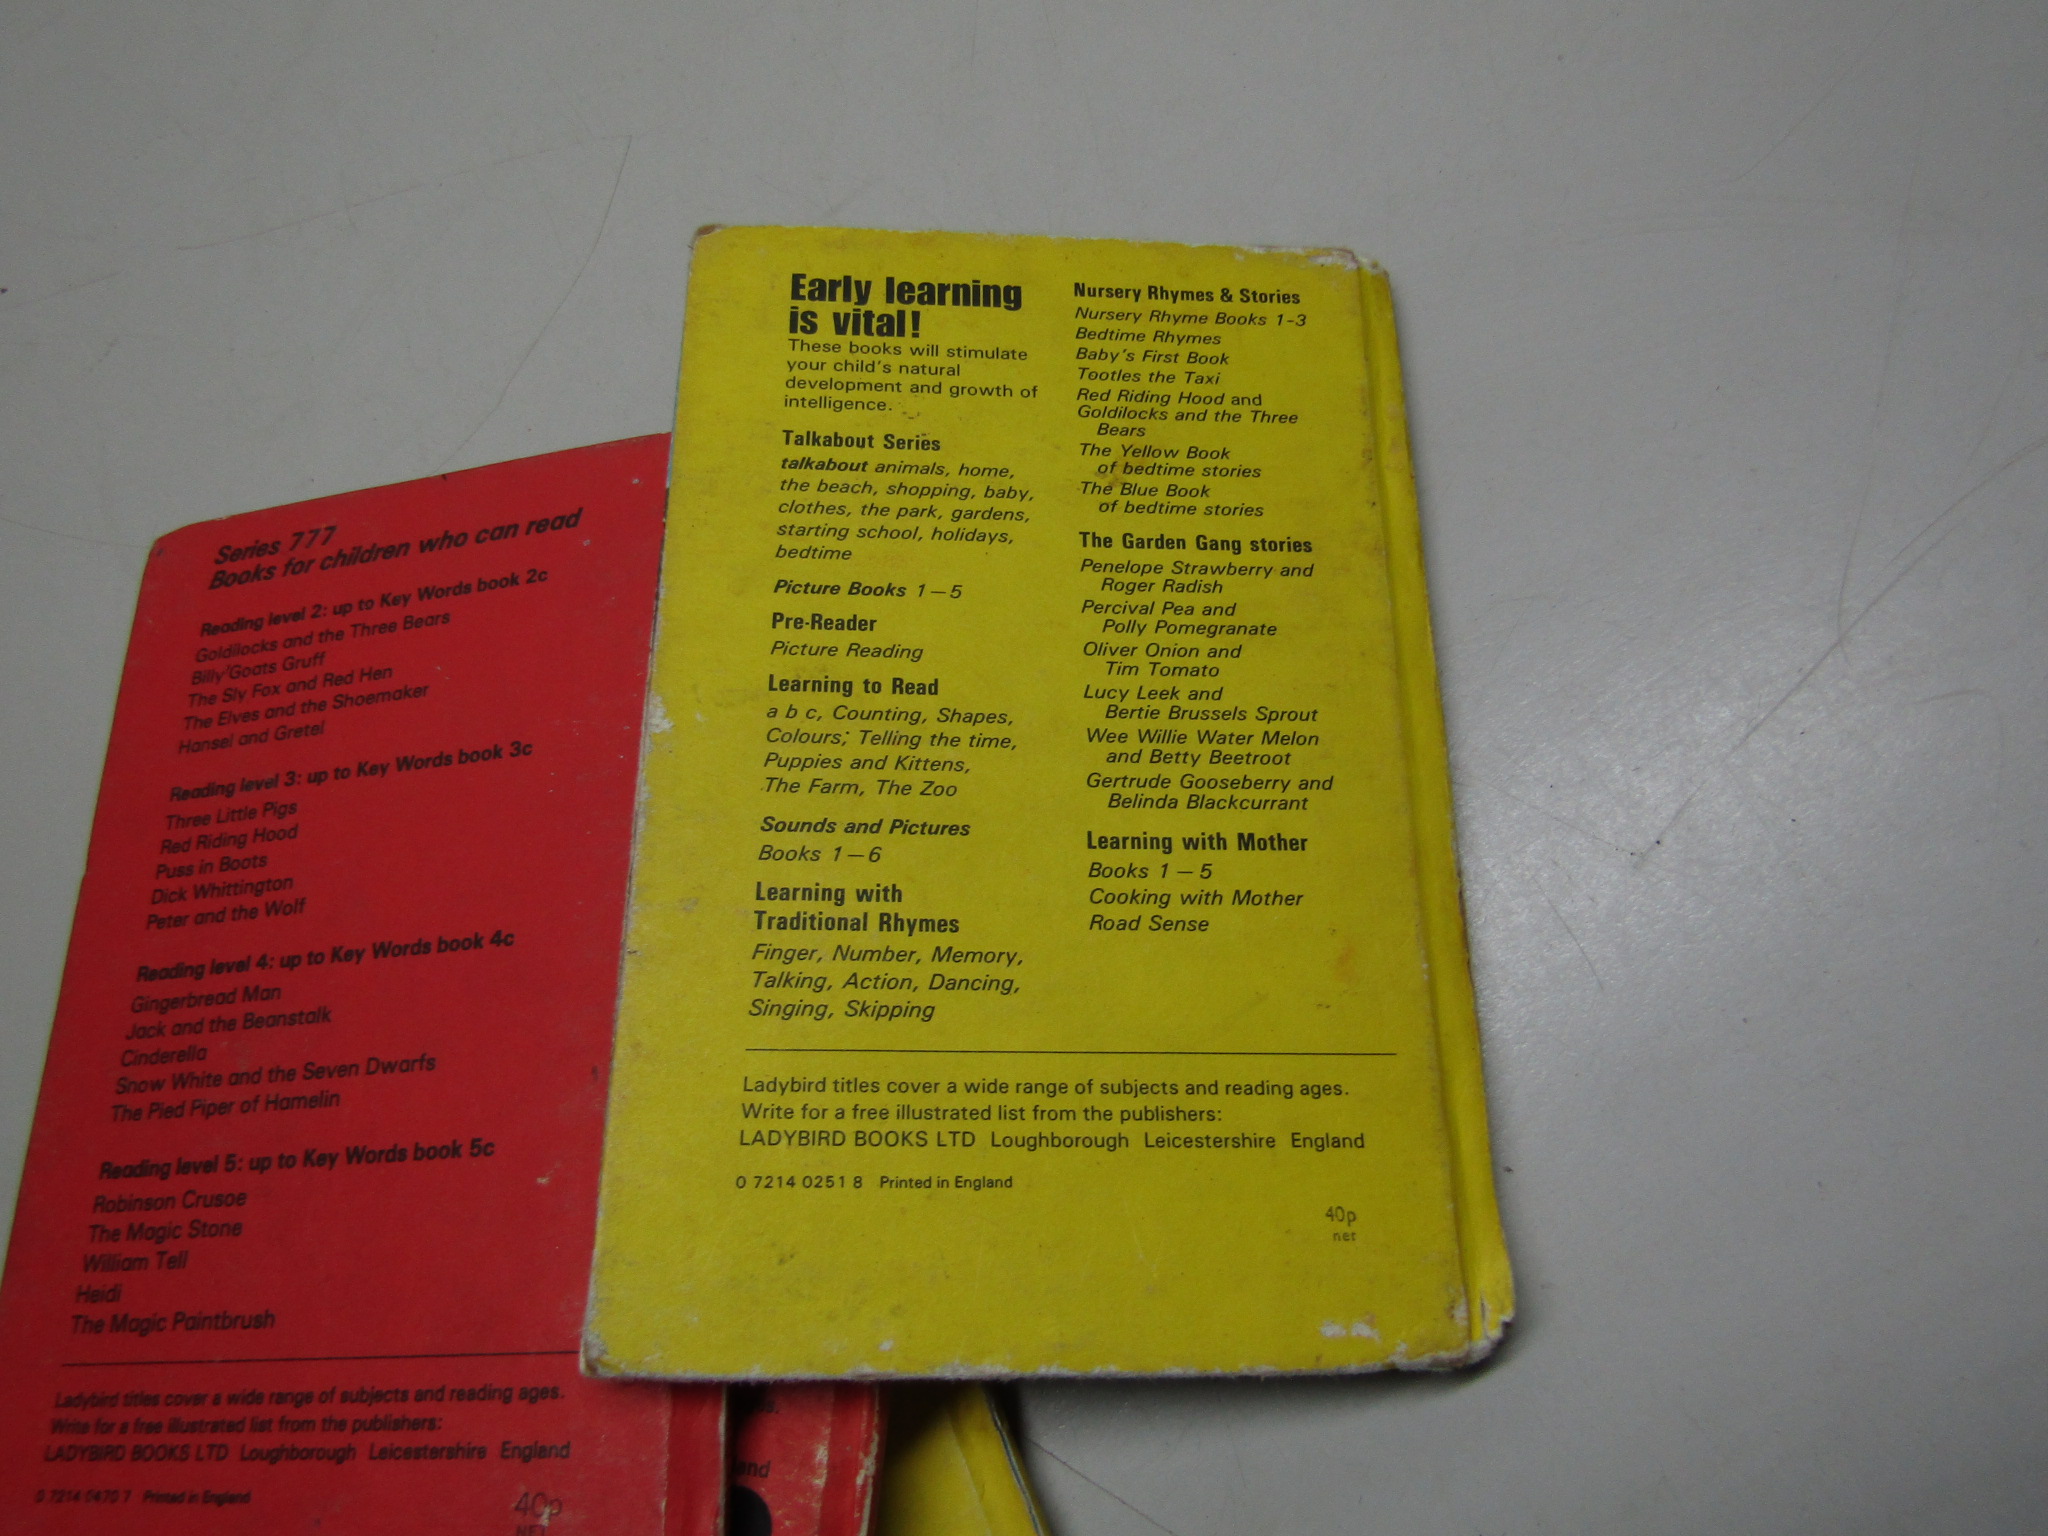 Early learning
is vital!
These books will stimulate
your child's natural
development and growth of
intelligence.
Talkabout Series
talkabout animals, home,
the beach, shopping, baby,
clothes, the park, gardens,
starting school, holidays,
bedtime
Picture Books 1–5
Pre-Reader
Picture Reading
Learning to Read
a b c, Counting, Shapes,
Colours; Telling the time,
Puppies and Kittens,
The Farm, The Zoo
Sounds and Pictures
Books 1–6
Learning with
Traditional Rhymes
Finger, Number, Memory,
Talking, Action, Dancing,
Singing, Skipping
Nursery Rhymes & Stories
Nursery Rhyme Books 1-3
Bedtime Rhymes
Baby's First Book
Tootles the Taxi
Red Riding Hood and
Goldilocks and the Three
Bears
The Yellow Book
of bedtime stories
The Blue Book
of bedtime stories
The Garden Gang stories
Penelope Strawberry and
Roger Radish
Percival Pea and
Polly Pomegranate
Oliver Onion and
Tim Tomato
Lucy Leek and
Bertie Brussels Sprout
Wee Willie Water Melon
and Betty Beetroot
Gertrude Gooseberry and
Belinda Blackcurrant
Learning with Mother
Books 1 – 5
Cooking with Mother
Road Sense
Ladybird titles cover a wide range of subjects and reading ages.
Write for a free illustrated list from the publishers:
LADYBIRD BOOKS LTD Loughborough Leicestershire England
0 7214 0251 8 Printed in England
40p
net
Series 777
Books for children who can read
Reading level 2: up to Key Words book 2c
Goldilocks and the Three Bears
Billy Goats Gruff
The Sly Fox and Red Hen
The Elves and the Shoemaker
Hansel and Gretel
Reading level 3: up to Key Words book 3c
Three Little Pigs
Red Riding Hood
Puss in Boots
Dick Whittington
Peter and the Wolf
Reading level 4: up to Key Words book 4c
Gingerbread Man
Jack and the Beanstalk
Cinderella
Snow White and the Seven Dwarfs
The Pied Piper of Hamelin
Reading level 5: up to Key Words book 5c
Robinson Crusoe
The Magic Stone
William Tell
Heidi
The Magic Paintbrush
Ladybird titles cover a wide range of subjects and reading ages.
Write for a free illustrated list from the publishers:
LADYBIRD BOOKS LTD Loughborough Leicestershire England
0 7214 0470 7 Printed in England
40p
NET